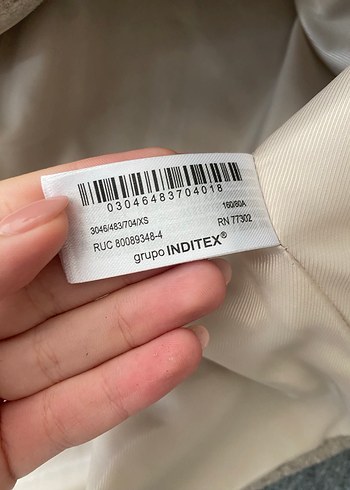 03046483704018
3046/483/704/XS 160/80A
RUC 80089348-4 RN 77302
grupo INDITEX®